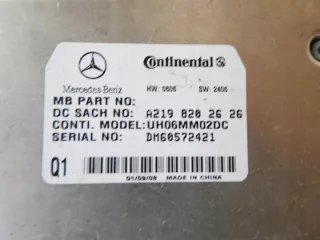 Continental
Mercedes-Benz HW: 0606 SW: 2406
MB PART NO:
DC SACH NO: A219 820 26 26
CONTI. MODEL:UH06MM02DC
SERIAL NO: DM60572421
Q1
01/09/08 MADE IN CHINA